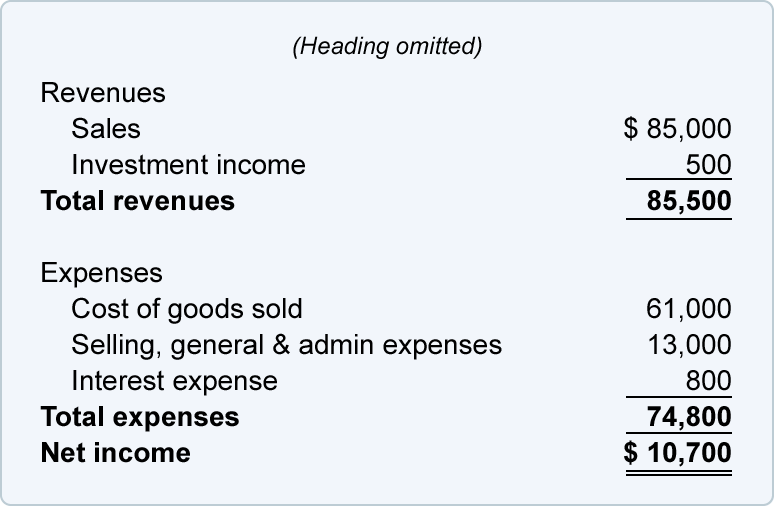 (Heading omitted)
Revenues
Sales $ 85,000
Investment income 500
Total revenues 85,500
Expenses
Cost of goods sold 61,000
Selling, general & admin expenses 13,000
Interest expense 800
Total expenses 74,800
Net income $ 10,700